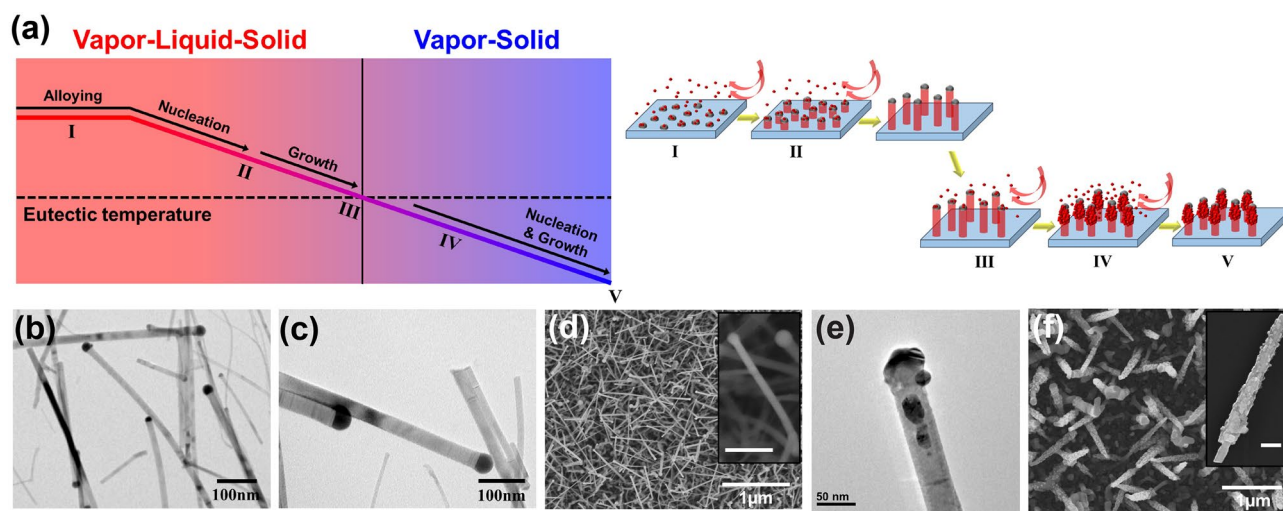 (a)
Vapor-Liquid-Solid
Vapor-Solid
Alloying
I
Nucleation
II
Growth
III
Eutectic temperature
IV
Nucleation
& Growth
V
I
II
III
IV
V
(b)
100nm
(c)
100nm
(d)
1μm
(e)
50 nm
(f)
1μm